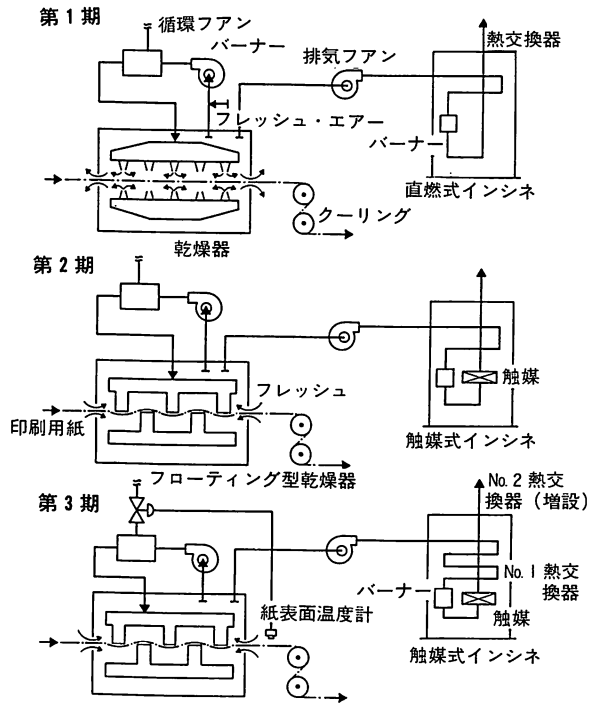 第1期
循環フアン
バーナー
排気フアン
熱交換器
フレッシュ・エアー
バーナー
直燃式インシネ
クーリング
乾燥器
第2期
フレッシュ
触媒
印刷用紙
触媒式インシネ
フローティング型乾燥器
No.2熱交
換器(増設)
第3期
No.1熱交
換器
バーナー
紙表面温度計
触媒
触媒式インシネ